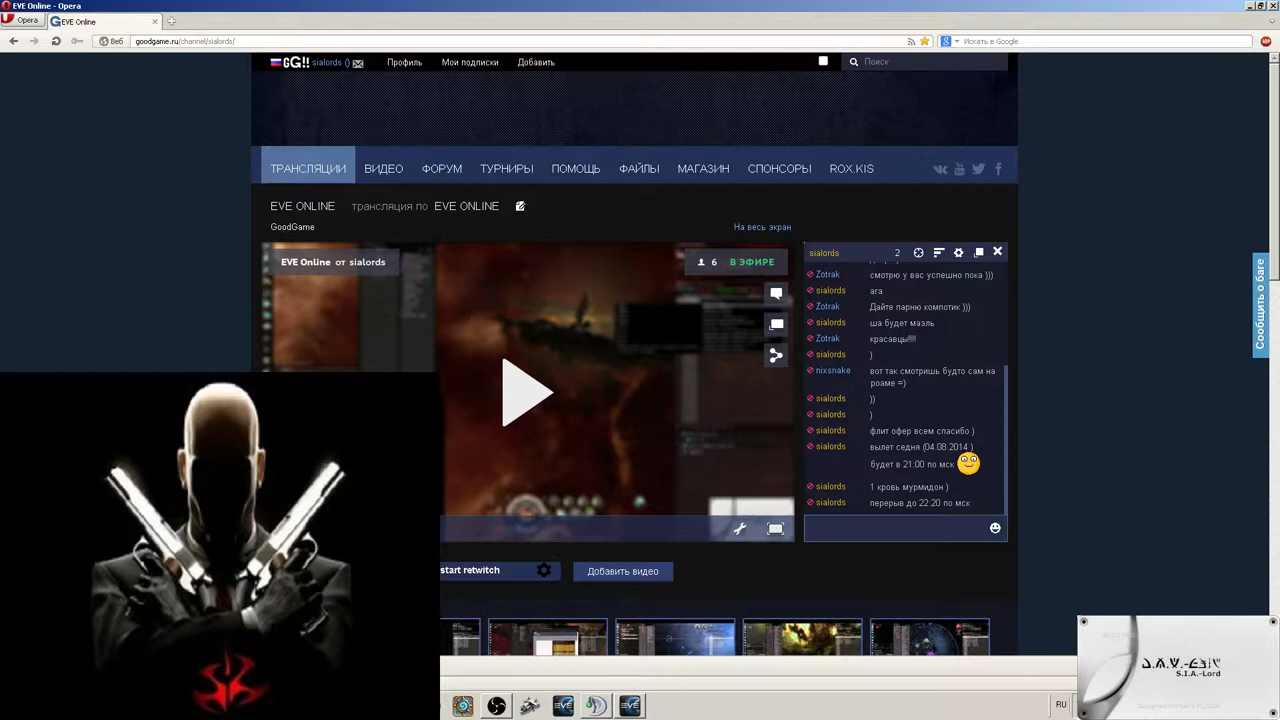 EVE Online - Opera
Opera
EVE Online
Веб
goodgame.ru/channel/sialords/
Искать в Google
GG!!
sialords ()
Профиль
Мои подписки
Добавить
Поиск
ТРАНСЛЯЦИИ
ВИДЕО
ФОРУМ
ТУРНИРЫ
ПОМОЩЬ
ФАЙЛЫ
МАГАЗИН
СПОНСОРЫ
ROX.KIS
EVE ONLINE
трансляция по
EVE ONLINE
GoodGame
На весь экран
EVE Online от sialords
6
В ЭФИРЕ
sialords
2
Zotrak смотрю у вас успешно пока )))
sialords ага
Zotrak Дайте парню компотик )))
sialords ша будет маэль
Zotrak красавцы!!!!
sialords )
nixsnake вот так смотришь будто сам на
роаме =)
sialords ))
sialords )
sialords флит офер всем спасибо )
sialords вылет седня (04.08.2014 )
будет в 21:00 по мск
sialords 1 кровь мурмидон )
sialords перерыв до 22:20 по мск
Сообщить о баге
start retwitch
Добавить видео
S.I.A.-Lord
EVE
EVE
RU